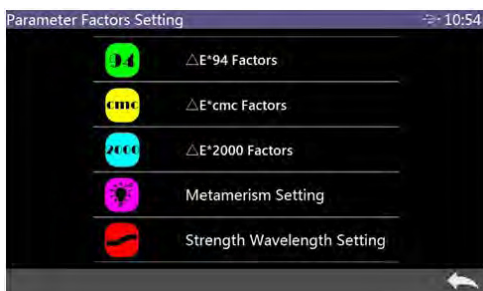 Parameter Factors Setting 10:54
94 △E*94 Factors
cmc △E*cmc Factors
2000 △E*2000 Factors
Metamerism Setting
Strength Wavelength Setting